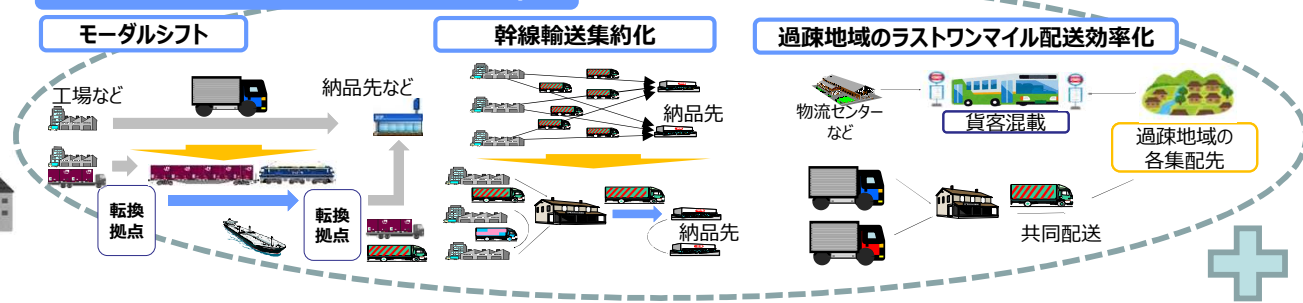 モーダルシフト
工場など
納品先など
転換
拠点
転換
拠点
幹線輸送集約化
納品先
納品先
過疎地域のラストワンマイル配送効率化
物流センター
など
貨客混載
過疎地域の
各集配先
共同配送